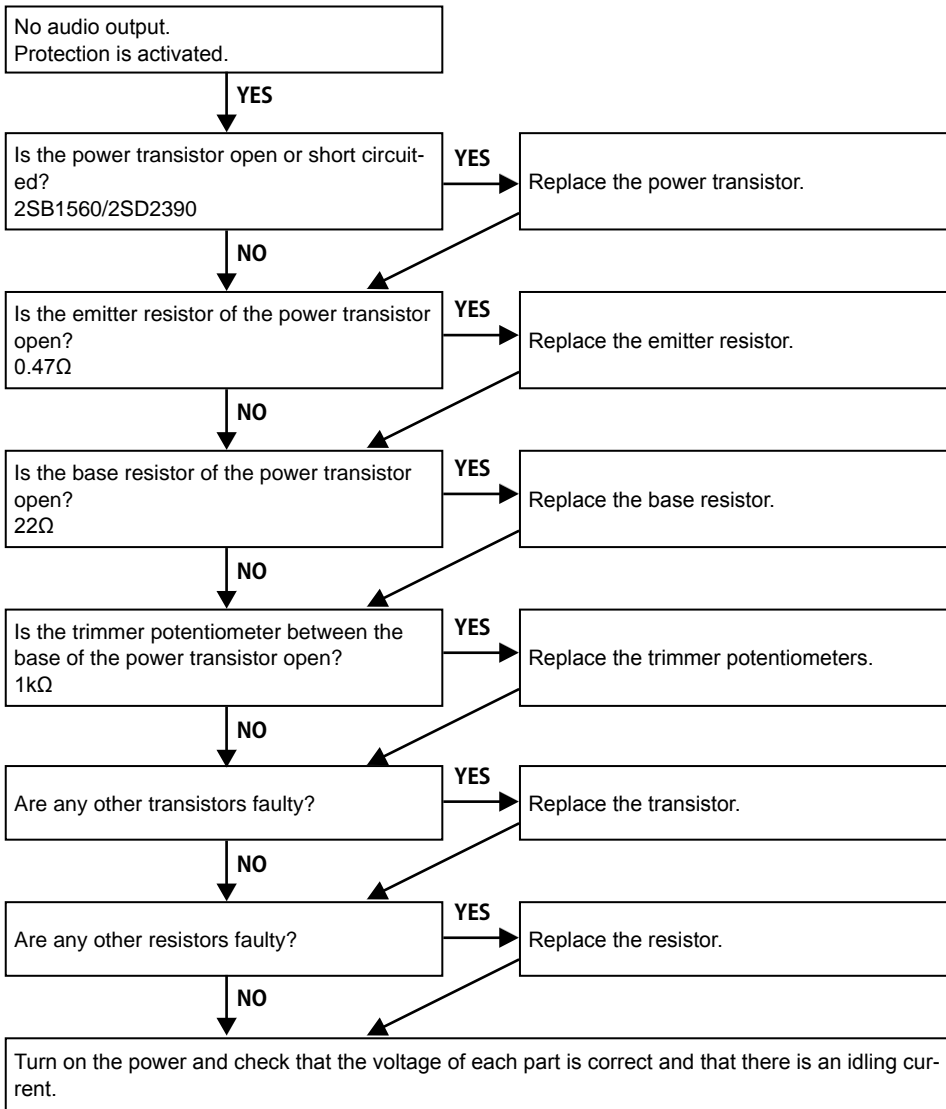 No audio output.
Protection is activated.
YES
Is the power transistor open or short circuit-
ed?
2SB1560/2SD2390
YES
Replace the power transistor.
NO
Is the emitter resistor of the power transistor
open?
0.47Ω
YES
Replace the emitter resistor.
NO
Is the base resistor of the power transistor
open?
22Ω
YES
Replace the base resistor.
NO
Is the trimmer potentiometer between the
base of the power transistor open?
1kΩ
YES
Replace the trimmer potentiometers.
NO
Are any other transistors faulty?
YES
Replace the transistor.
NO
Are any other resistors faulty?
YES
Replace the resistor.
NO
Turn on the power and check that the voltage of each part is correct and that there is an idling cur-
rent.